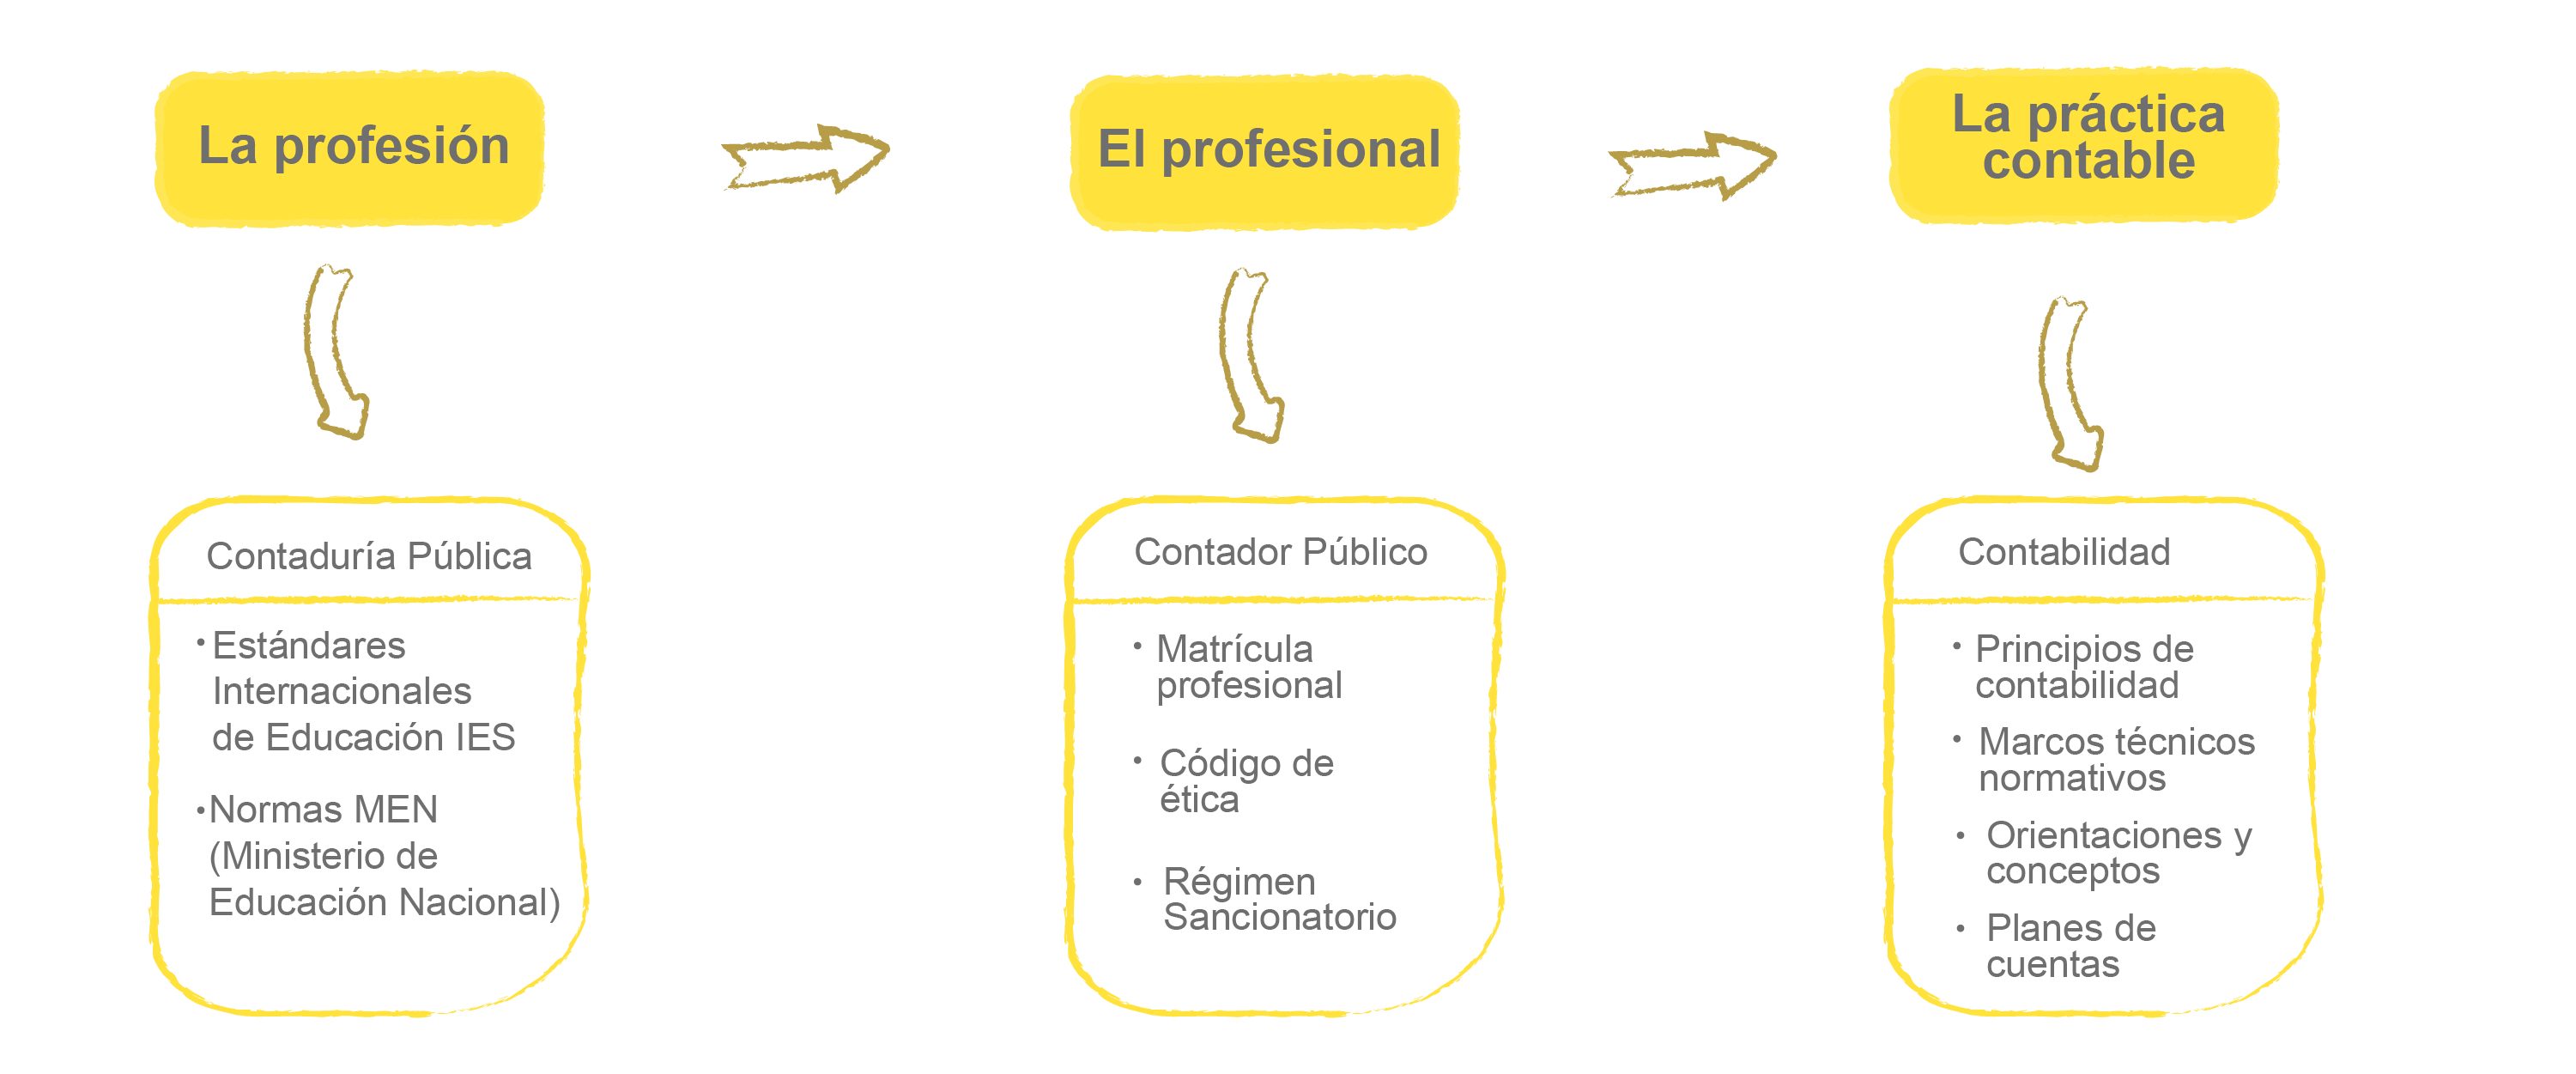 La profesión
El profesional
La práctica
contable
Contaduría Pública
• Estándares
Internacionales
de Educación IES
• Normas MEN
(Ministerio de
Educación Nacional)
Contador Público
• Matrícula
profesional
• Código de
ética
• Régimen
Sancionatorio
Contabilidad
• Principios de
contabilidad
• Marcos técnicos
normativos
• Orientaciones y
conceptos
• Planes de
cuentas